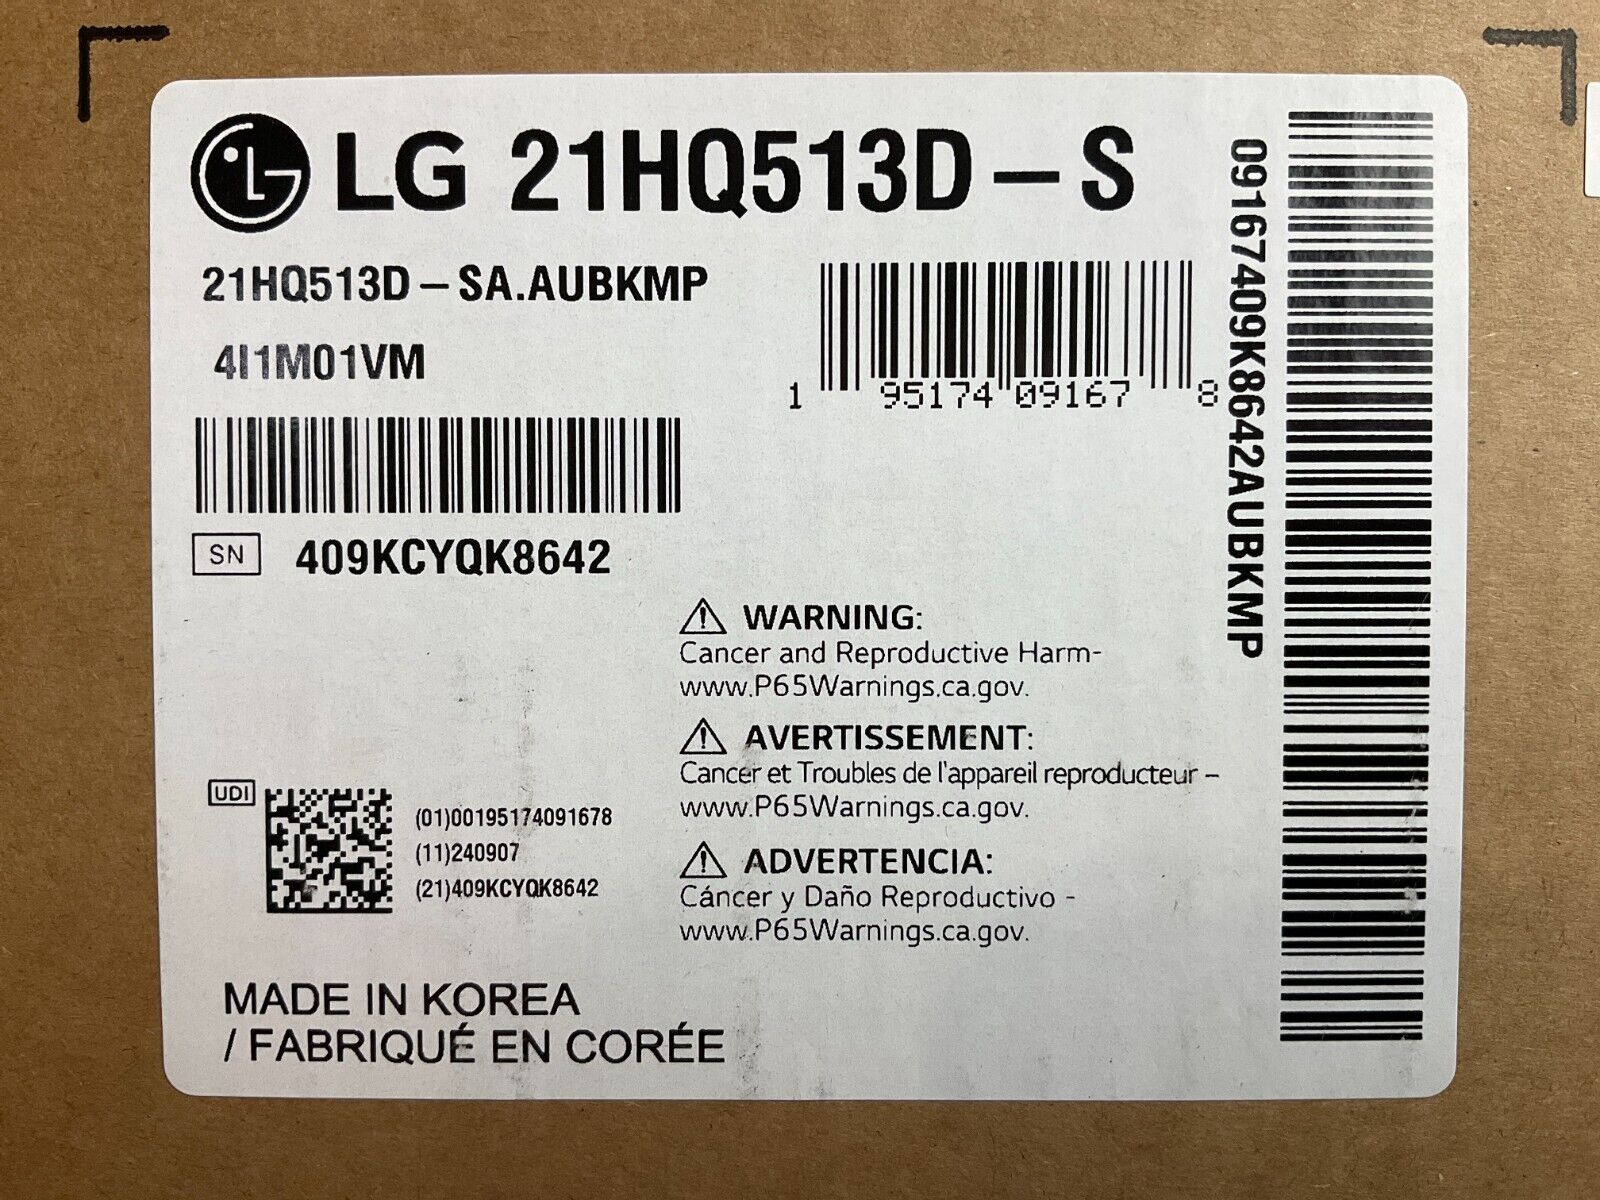 LG 21HQ513D-S
21HQ513D-SA.AUBKMP
4I1M01VM
1 95174 09167 8
SN 409KCYQK8642
09167409K8642AUBKMP
⚠ WARNING:
Cancer and Reproductive Harm-
www.P65Warnings.ca.gov.
⚠ AVERTISSEMENT:
Cancer et Troubles de l'appareil reproducteur –
www.P65Warnings.ca.gov.
⚠ ADVERTENCIA:
Cáncer y Daño Reproductivo -
www.P65Warnings.ca.gov.
UDI
(01)00195174091678
(11)240907
(21)409KCYQK8642
MADE IN KOREA
/ FABRIQUÉ EN CORÉE